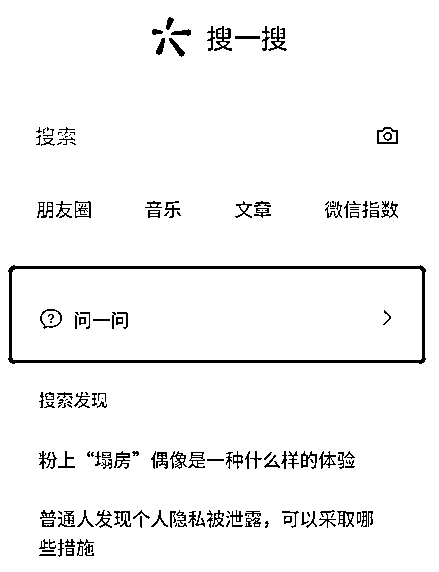 搜一搜
搜索
朋友圈 音乐 文章 微信指数
问一问
搜索发现
粉上“塌房”偶像是一种什么样的体验
普通人发现个人隐私被泄露，可以采取哪
些措施